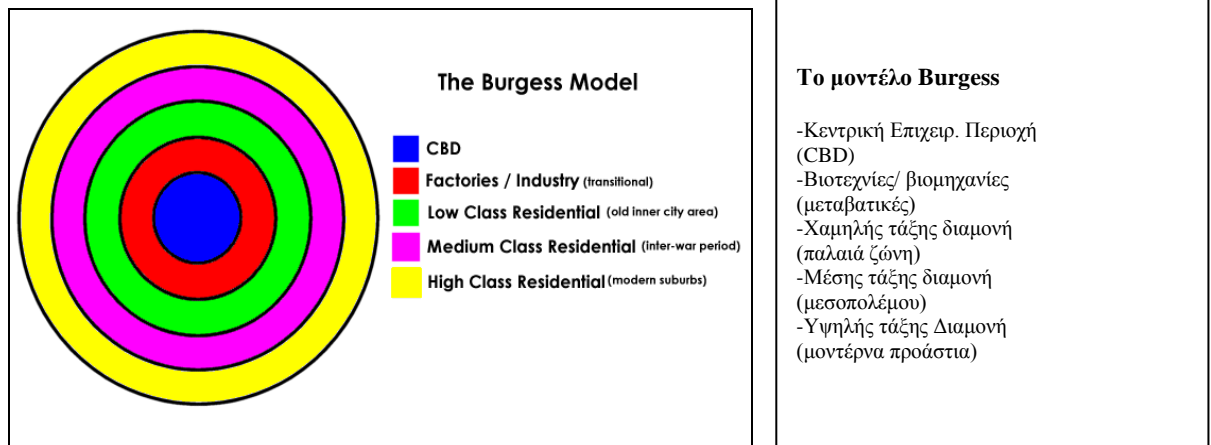 The Burgess Model
CBD
Factories / Industry (transitional)
Low Class Residential (old inner city area)
Medium Class Residential (inter-war period)
High Class Residential (modern suburbs)
Το μοντέλο Burgess
-Κεντρική Επιχειρ. Περιοχή
(CBD)
-Βιοτεχνίες/ βιομηχανίες
(μεταβατικές)
-Χαμηλής τάξης διαμονή
(παλαιά ζώνη)
-Μέσης τάξης διαμονή
(μεσοπολέμου)
-Υψηλής τάξης Διαμονή
(μοντέρνα προάστια)